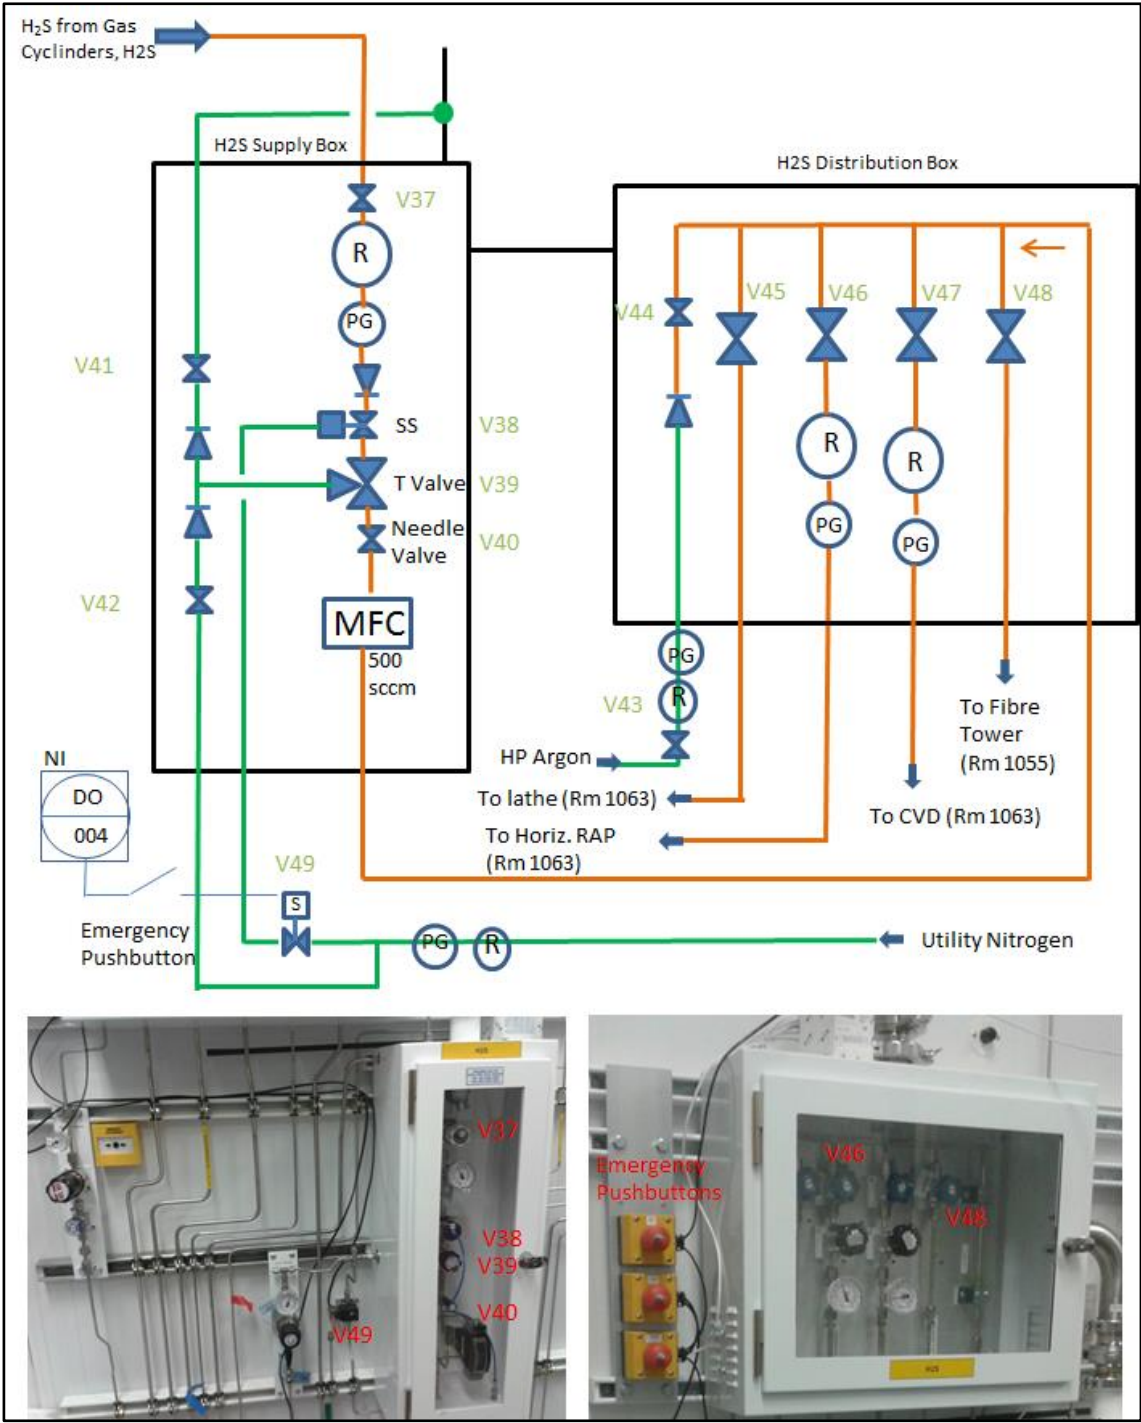 H₂S from Gas
Cyclinders, H2S
H2S Supply Box
H2S Distribution Box
V37
R
PG
V41
SS
V38
T Valve
V39
Needle
Valve
V40
V42
MFC
500
sccm
V44
V45
V46
V47
V48
R
R
PG
PG
PG
V43
R
HP Argon
To lathe (Rm 1063)
To Horiz. RAP
(Rm 1063)
To CVD (Rm 1063)
To Fibre
Tower
(Rm 1055)
NI
DO
004
V49
S
Emergency
Pushbutton
PG
R
Utility Nitrogen
H2S
V37
V38
V39
V40
V49
Emergency
Pushbuttons
V46
V48
H2S